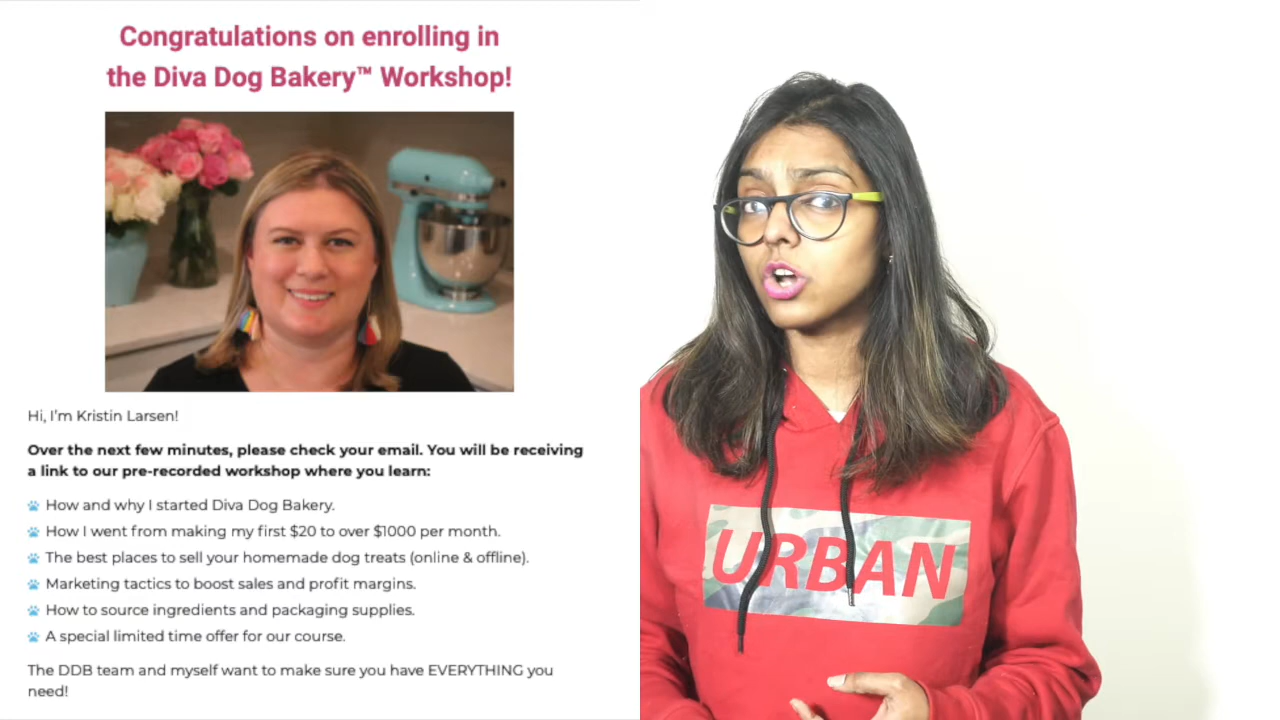 Congratulations on enrolling in
the Diva Dog Bakery™ Workshop!
Hi, I'm Kristin Larsen!
Over the next few minutes, please check your email. You will be receiving
a link to our pre-recorded workshop where you learn:
How and why I started Diva Dog Bakery.
How I went from making my first $20 to over $1000 per month.
The best places to sell your homemade dog treats (online & offline).
Marketing tactics to boost sales and profit margins.
How to source ingredients and packaging supplies.
A special limited time offer for our course.
The DDB team and myself want to make sure you have EVERYTHING you
need!
URBAN